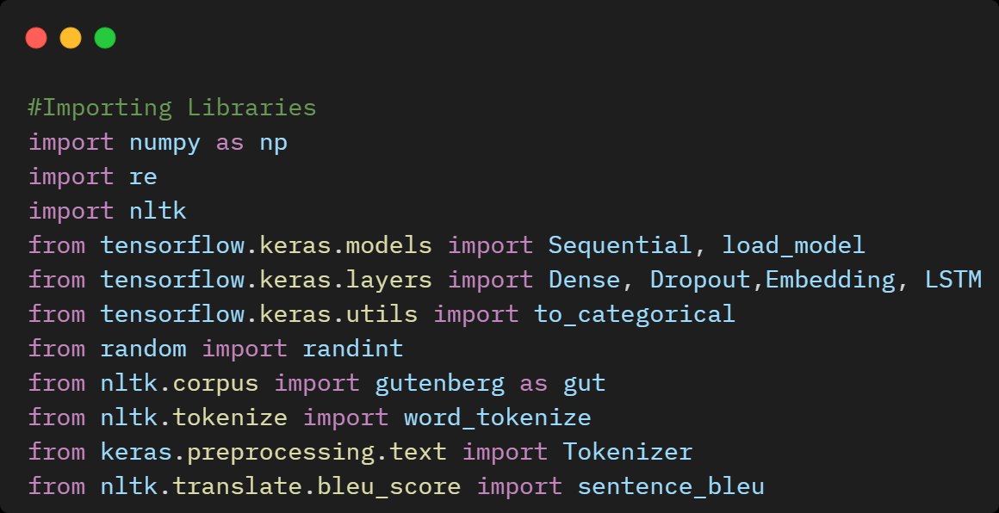 #Importing Libraries
import numpy as np
import re
import nltk
from tensorflow.keras.models import Sequential, load_model
from tensorflow.keras.layers import Dense, Dropout,Embedding, LSTM
from tensorflow.keras.utils import to_categorical
from random import randint
from nltk.corpus import gutenberg as gut
from nltk.tokenize import word_tokenize
from keras.preprocessing.text import Tokenizer
from nltk.translate.bleu_score import sentence_bleu